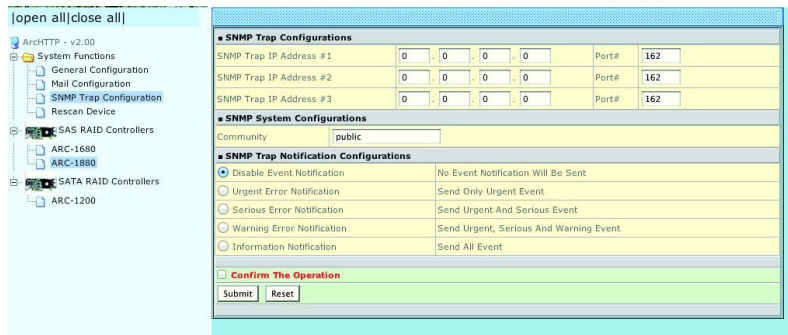 |open all|close all|
ArcHTTP - v2.00
System Functions
General Configuration
Mail Configuration
SNMP Trap Configuration
Rescan Device
SAS RAID Controllers
ARC-1680
ARC-1880
SATA RAID Controllers
ARC-1200
SNMP Trap Configurations
SNMP Trap IP Address #1 0 . 0 . 0 . 0 Port# 162
SNMP Trap IP Address #2 0 . 0 . 0 . 0 Port# 162
SNMP Trap IP Address #3 0 . 0 . 0 . 0 Port# 162
SNMP System Configurations
Community public
SNMP Trap Notification Configurations
Disable Event Notification No Event Notification Will Be Sent
Urgent Error Notification Send Only Urgent Event
Serious Error Notification Send Urgent And Serious Event
Warning Error Notification Send Urgent, Serious And Warning Event
Information Notification Send All Event
Confirm The Operation
Submit Reset